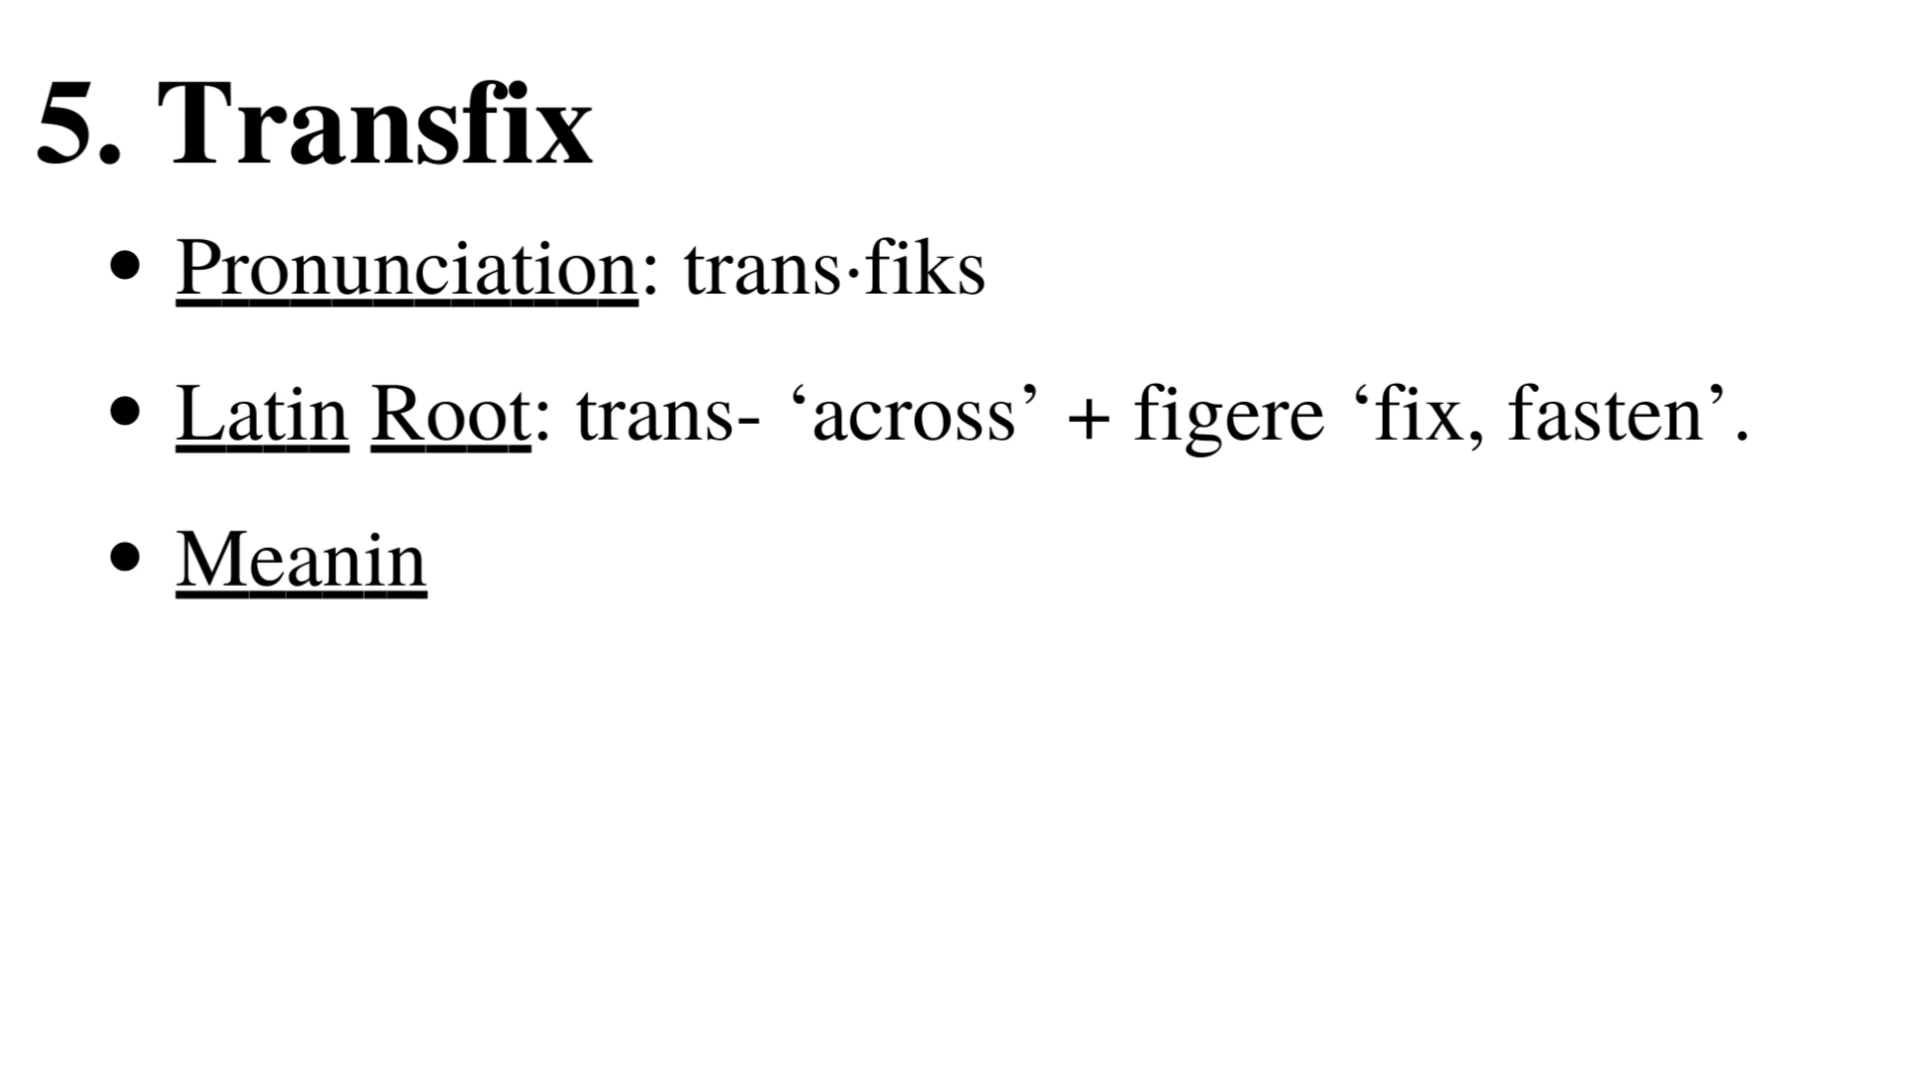 5. Transfix
• Pronunciation: trans·fiks
• Latin Root: trans- ‘across’ + figere ‘fix, fasten’.
• Meanin